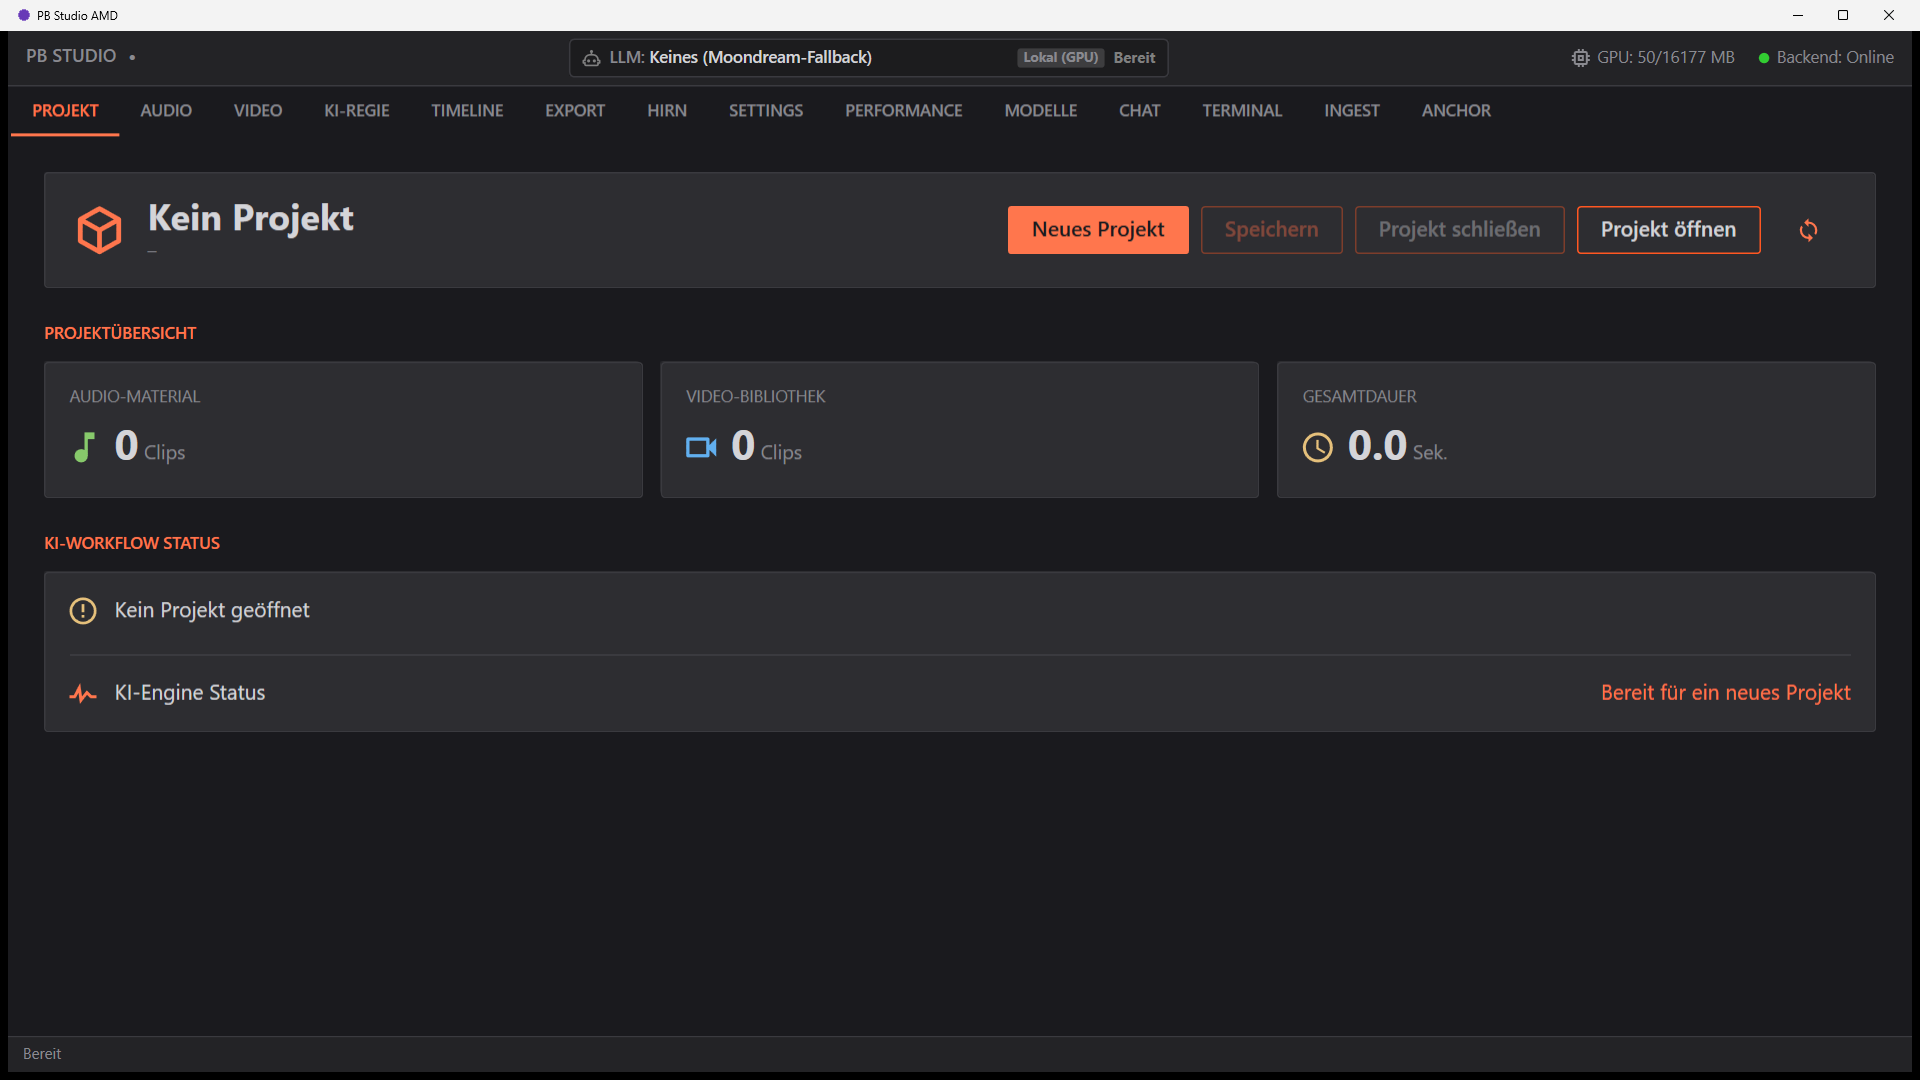 PB Studio AMD
PB STUDIO •
LLM: Keines (Moondream-Fallback) Lokal (GPU) Bereit
GPU: 50/16177 MB Backend: Online
PROJEKT AUDIO VIDEO KI-REGIE TIMELINE EXPORT HIRN SETTINGS PERFORMANCE MODELLE CHAT TERMINAL INGEST ANCHOR
Kein Projekt
–
Neues Projekt Speichern Projekt schließen Projekt öffnen
PROJEKTÜBERSICHT
AUDIO-MATERIAL
0 Clips
VIDEO-BIBLIOTHEK
0 Clips
GESAMTDAUER
0.0 Sek.
KI-WORKFLOW STATUS
Kein Projekt geöffnet
KI-Engine Status Bereit für ein neues Projekt
Bereit